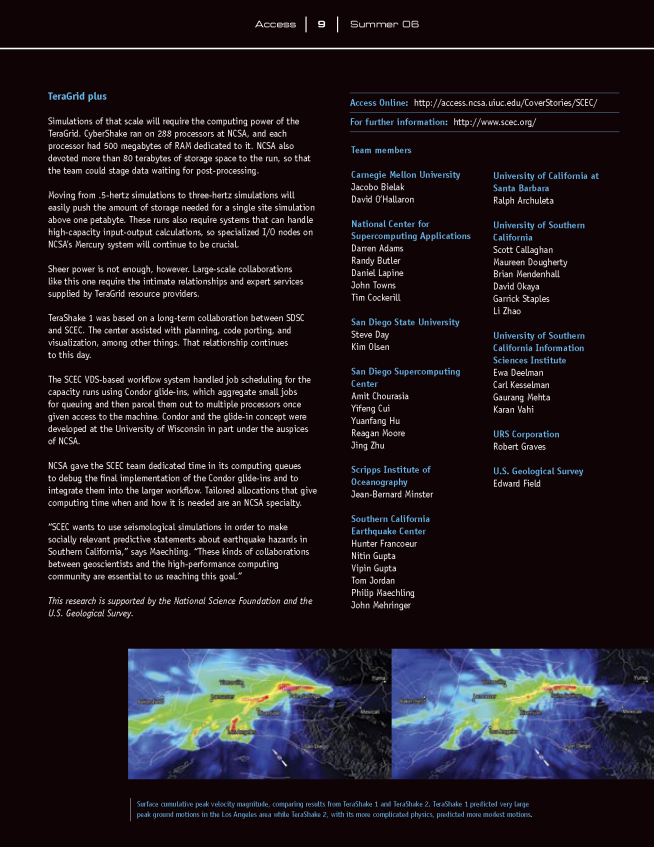 Access | 9 | Summer 06
TeraGrid plus
Simulations of that scale will require the computing power of the
TeraGrid. CyberShake ran on 288 processors at NCSA, and each
processor had 500 megabytes of RAM dedicated to it. NCSA also
devoted more than 80 terabytes of storage space to the run, so that
the team could stage data waiting for post-processing.
Moving from .5-hertz simulations to three-hertz simulations will
easily push the amount of storage needed for a single site simulation
above one petabyte. These runs also require systems that can handle
high-capacity input-output calculations, so specialized I/O nodes on
NCSA's Mercury system will continue to be crucial.
Sheer power is not enough, however. Large-scale collaborations
like this one require the intimate relationships and expert services
supplied by TeraGrid resource providers.
TeraShake 1 was based on a long-term collaboration between SDSC
and SCEC. The center assisted with planning, code porting, and
visualization, among other things. That relationship continues
to this day.
The SCEC VDS-based workflow system handled job scheduling for the
capacity runs using Condor glide-ins, which aggregate small jobs
for queuing and then parcel them out to multiple processors once
given access to the machine. Condor and the glide-in concept were
developed at the University of Wisconsin in part under the auspices
of NCSA.
NCSA gave the SCEC team dedicated time in its computing queues
to debug the final implementation of the Condor glide-ins and to
integrate them into the larger workflow. Tailored allocations that give
computing time when and how it is needed are an NCSA specialty.
"SCEC wants to use seismological simulations in order to make
socially relevant predictive statements about earthquake hazards in
Southern California," says Maechling. "These kinds of collaborations
between geoscientists and the high-performance computing
community are essential to us reaching this goal."
This research is supported by the National Science Foundation and the
U.S. Geological Survey.
Access Online: http://access.ncsa.uiuc.edu/CoverStories/SCEC/
For further information: http://www.scec.org/
Team members
Carnegie Mellon University
Jacobo Bielak
David O'Hallaron
National Center for
Supercomputing Applications
Darren Adams
Randy Butler
Daniel Lapine
John Towns
Tim Cockerill
San Diego State University
Steve Day
Kim Olsen
San Diego Supercomputing
Center
Amit Chourasia
Yifeng Cui
Yuanfang Hu
Reagan Moore
Jing Zhu
Scripps Institute of
Oceanography
Jean-Bernard Minster
Southern California
Earthquake Center
Hunter Francoeur
Nitin Gupta
Vipin Gupta
Tom Jordan
Philip Maechling
John Mehringer
University of California at
Santa Barbara
Ralph Archuleta
University of Southern
California
Scott Callaghan
Maureen Dougherty
Brian Mendenhall
David Okaya
Garrick Staples
Li Zhao
University of Southern
California Information
Sciences Institute
Ewa Deelman
Carl Kesselman
Gaurang Mehta
Karan Vahi
URS Corporation
Robert Graves
U.S. Geological Survey
Edward Field
Victorville
Lancaster
Yuma
Mexicali
Los Angeles
San Diego
Victorville
Lancaster
Yuma
Mexicali
Los Angeles
San Diego
Surface cumulative peak velocity magnitude, comparing results from TeraShake 1 and TeraShake 2. TeraShake 1 predicted very large
peak ground motions in the Los Angeles area while TeraShake 2, with its more complicated physics, predicted more modest motions.